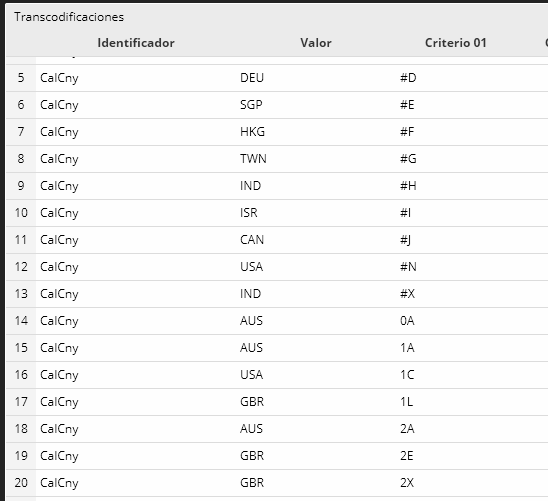 Transcodificaciones
Identificador Valor Criterio 01
5 CalCny DEU #D
6 CalCny SGP #E
7 CalCny HKG #F
8 CalCny TWN #G
9 CalCny IND #H
10 CalCny ISR #I
11 CalCny CAN #J
12 CalCny USA #N
13 CalCny IND #X
14 CalCny AUS 0A
15 CalCny AUS 1A
16 CalCny USA 1C
17 CalCny GBR 1L
18 CalCny AUS 2A
19 CalCny GBR 2E
20 CalCny GBR 2X